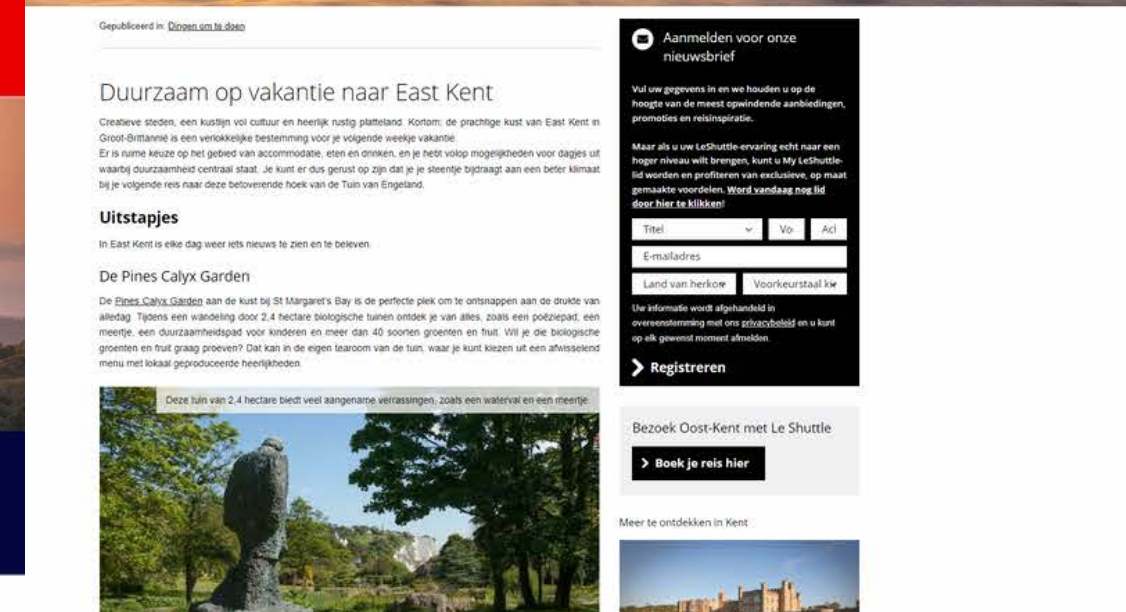 Gepubliceerd in: Dingen om te doen
Duurzaam op vakantie naar East Kent
Creatieve steden, een kustlijn vol cultuur en heerlijk rustig platteland. Kortom: de prachtige kust van East Kent in
Groot-Brittannië is een verlokkelijke bestemming voor je volgende weekje vakantie.
Er is ruime keuze op het gebied van accommodatie, eten en drinken, en je hebt volop mogelijkheden voor dagjes uit
waarbij duurzaamheid centraal staat. Je kunt er dus gerust op zijn dat je je steentje bijdraagt aan een beter klimaat
bij je volgende reis naar deze betoverende hoek van de Tuin van Engeland.
Uitstapjes
In East Kent is elke dag weer iets nieuws te zien en te beleven.
De Pines Calyx Garden
De Pines Calyx Garden aan de kust bij St Margaret's Bay is de perfecte plek om te ontsnappen aan de drukte van
alledag. Tijdens een wandeling door 2,4 hectare biologische tuinen ontdek je van alles, zoals een poëziepad, een
meertje, een duurzaamheidspad voor kinderen en meer dan 40 soorten groenten en fruit. Wil je die biologische
groenten en fruit graag proeven? Dat kan in de eigen tearoom van de tuin, waar je kunt kiezen uit een afwisselend
menu met lokaal geproduceerde heerlijkheden.
Deze tuin van 2,4 hectare biedt veel aangename verrassingen, zoals een waterval en een meertje.
Aanmelden voor onze
nieuwsbrief
Vul uw gegevens in en we houden u op de
hoogte van de meest opwindende aanbiedingen,
promoties en reisinspiratie.
Maar als u uw LeShuttle-ervaring echt naar een
hoger niveau wilt brengen, kunt u My LeShuttle-
lid worden en profiteren van exclusieve, op maat
gemaakte voordelen. Word vandaag nog lid
door hier te klikken!
Titel Vo Acl
E-mailadres
Land van herkom Voorkeurstaal kie
Uw informatie wordt afgehandeld in
overeenstemming met ons privacybeleid en u kunt
op elk gewenst moment afmelden.
Registreren
Bezoek Oost-Kent met Le Shuttle
Boek je reis hier
Meer te ontdekken in Kent